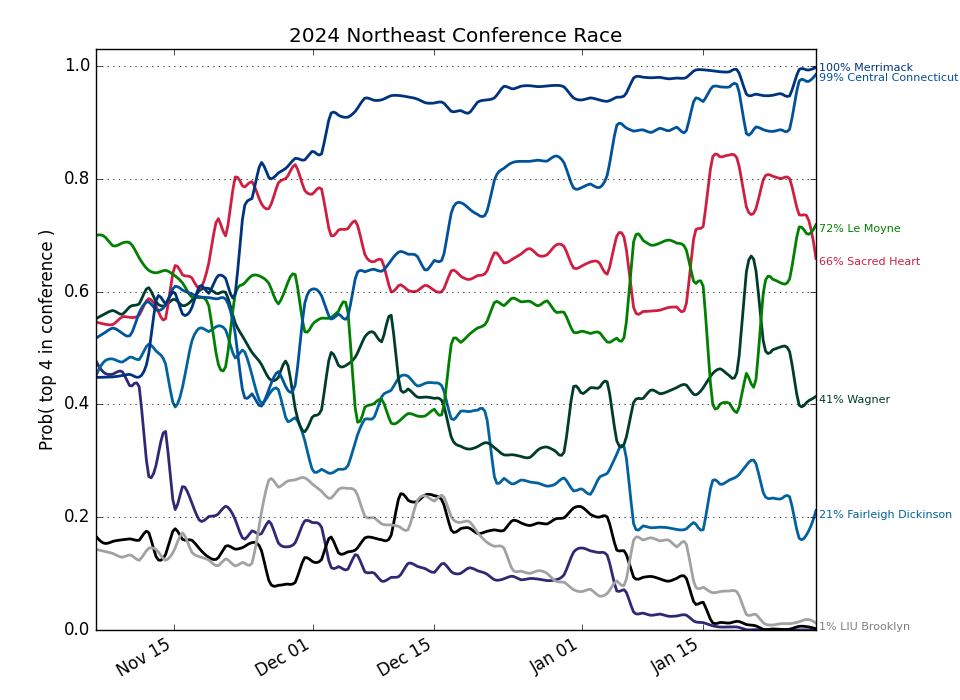 2024 Northeast Conference Race
Prob( top 4 in conference )
1.0
0.8
0.6
0.4
0.2
0.0
Nov 15
Dec 01
Dec 15
Jan 01
Jan 15
100% Merrimack
99% Central Connecticut
72% Le Moyne
66% Sacred Heart
41% Wagner
21% Fairleigh Dickinson
1% LIU Brooklyn